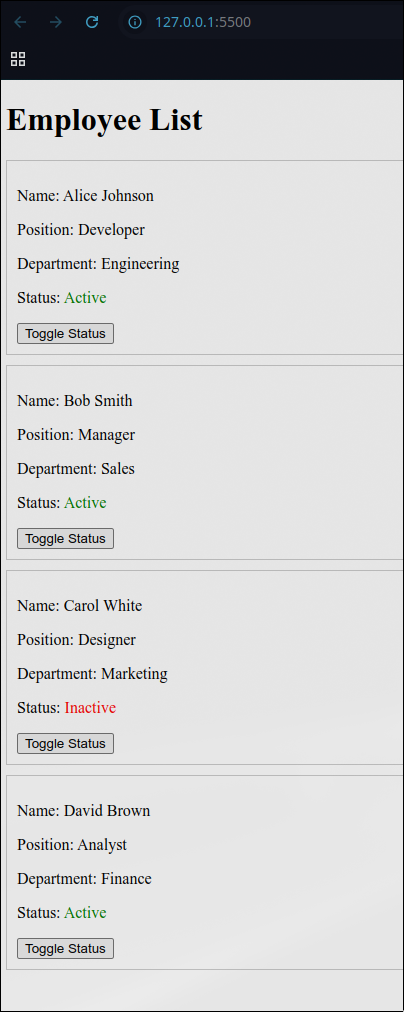 127.0.0.1:5500
Employee List
Name: Alice Johnson
Position: Developer
Department: Engineering
Status: Active
Toggle Status
Name: Bob Smith
Position: Manager
Department: Sales
Status: Active
Toggle Status
Name: Carol White
Position: Designer
Department: Marketing
Status: Inactive
Toggle Status
Name: David Brown
Position: Analyst
Department: Finance
Status: Active
Toggle Status